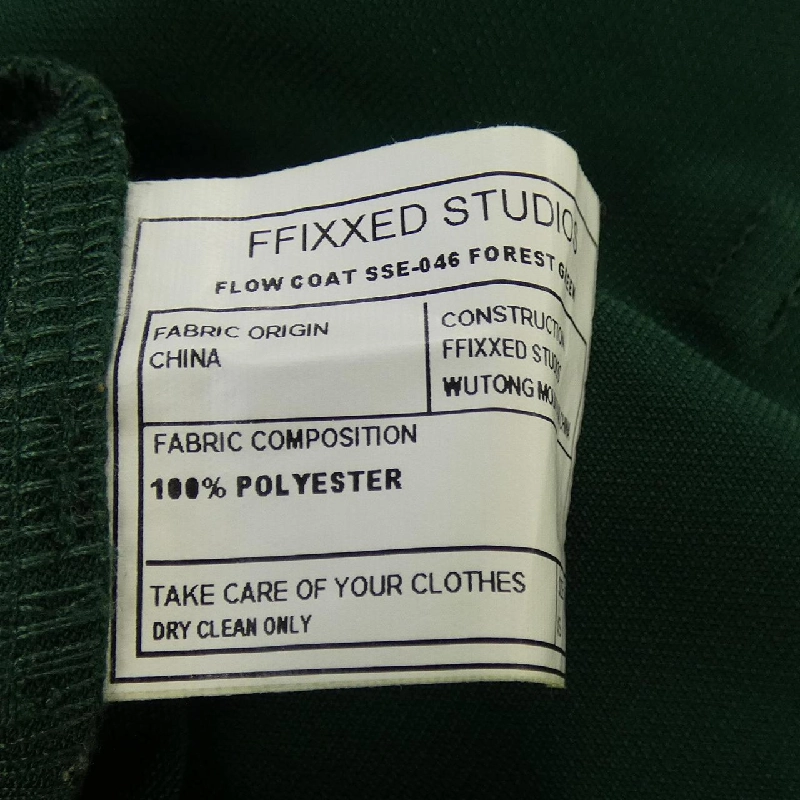 FFIXXED STUDIOS
FLOW COAT SSE-046 FOREST GREEN
FABRIC ORIGIN
CHINA
CONSTRUCTION
FFIXXED STUDIO
WUTONG
FABRIC COMPOSITION
100% POLYESTER
TAKE CARE OF YOUR CLOTHES
DRY CLEAN ONLY